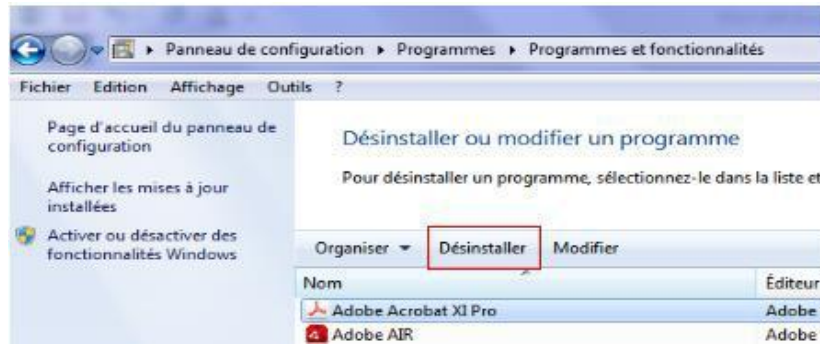 Panneau de configuration ▸ Programmes ▸ Programmes et fonctionnalités
Fichier Edition Affichage Outils ?
Page d'accueil du panneau de
configuration
Afficher les mises à jour
installées
Activer ou désactiver des
fonctionnalités Windows
Désinstaller ou modifier un programme
Pour désinstaller un programme, sélectionnez-le dans la liste et
Organiser Désinstaller Modifier
Nom Éditeur
Adobe Acrobat XI Pro Adobe
Adobe AIR Adobe